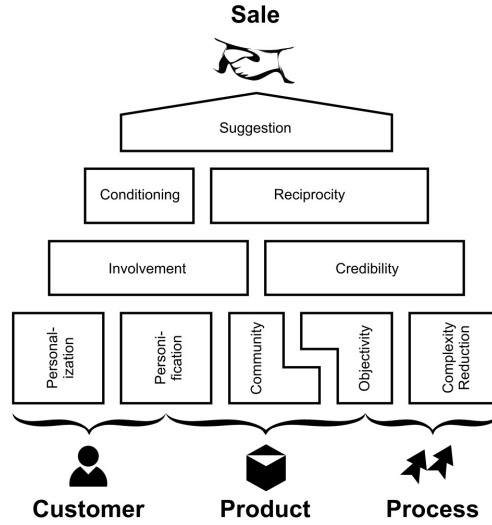 Sale
Suggestion
Conditioning
Reciprocity
Involvement
Credibility
Personal-
ization
Personi-
fication
Community
Objectivity
Complexity
Reduction
Customer
Product
Process